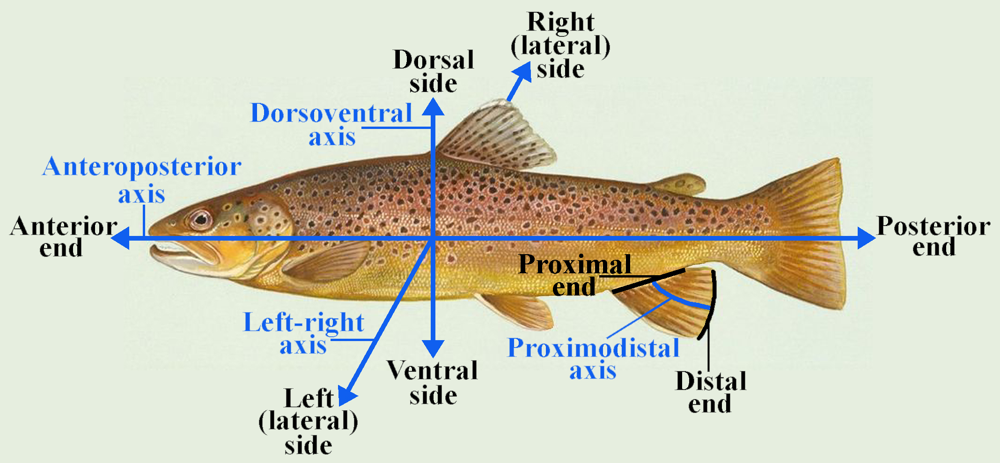 Right
(lateral)
side
Dorsal
side
Dorsoventral
axis
Anteroposterior
axis
Anterior
end
Posterior
end
Proximal
end
Left-right
axis
Proximodistal
axis
Ventral
side
Distal
end
Left
(lateral)
side